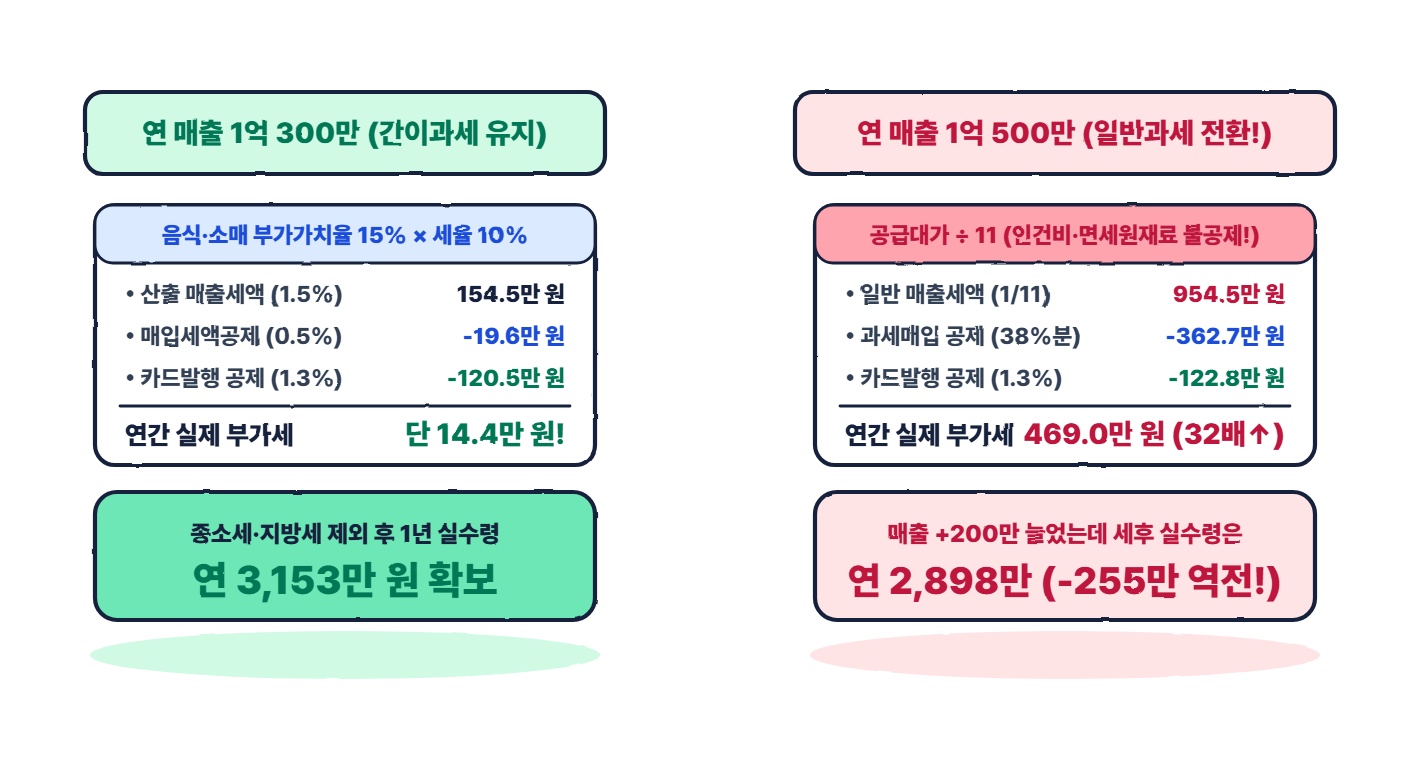 연 매출 1억 300만 (간이과세 유지)
음식·소매 부가가치율 15% × 세율 10%
• 산출 매출세액 (1.5%) 154.5만 원
• 매입세액공제 (0.5%) -19.6만 원
• 카드발행 공제 (1.3%) -120.5만 원
연간 실제 부가세 단 14.4만 원!
종소세·지방세 제외 후 1년 실수령
연 3,153만 원 확보
연 매출 1억 500만 (일반과세 전환!)
공급대가 ÷ 11 (인건비·면세원재료 불공제!)
• 일반 매출세액 (1/11) 954.5만 원
• 과세매입 공제 (38%분) -362.7만 원
• 카드발행 공제 (1.3%) -122.8만 원
연간 실제 부가세 469.0만 원 (32배↑)
매출 +200만 늘었는데 세후 실수령은
연 2,898만 (-255만 역전!)